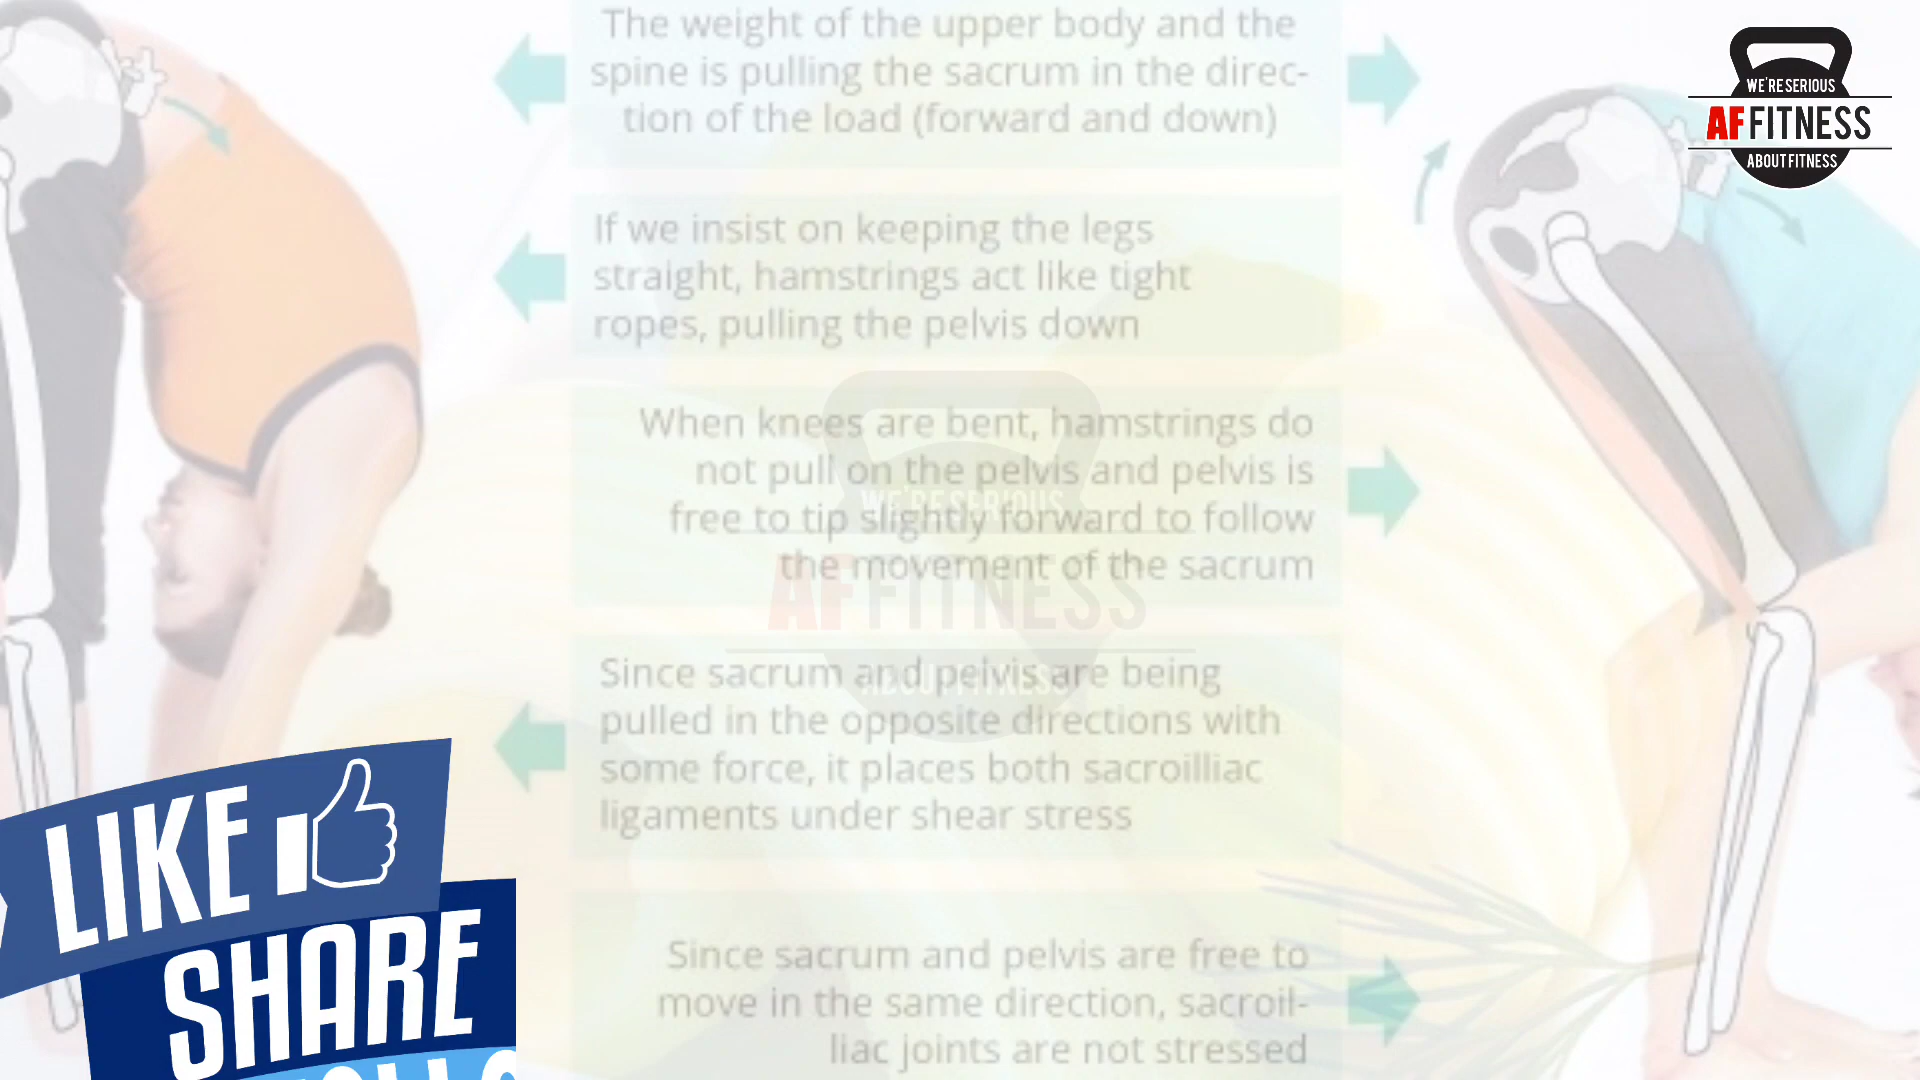 The weight of the upper body and the
spine is pulling the sacrum in the direc-
tion of the load (forward and down)
If we insist on keeping the legs
straight, hamstrings act like tight
ropes, pulling the pelvis down
When knees are bent, hamstrings do
not pull on the pelvis and pelvis is
free to tip slightly forward to follow
the movement of the sacrum
Since sacrum and pelvis are being
pulled in the opposite directions with
some force, it places both sacroilliac
ligaments under shear stress
Since sacrum and pelvis are free to
move in the same direction, sacroil-
liac joints are not stressed
WE'RE SERIOUS
AFFITNESS
ABOUT FITNESS
WE'RE SERIOUS
AFFITNESS
ABOUT FITNESS
LIKE
SHARE